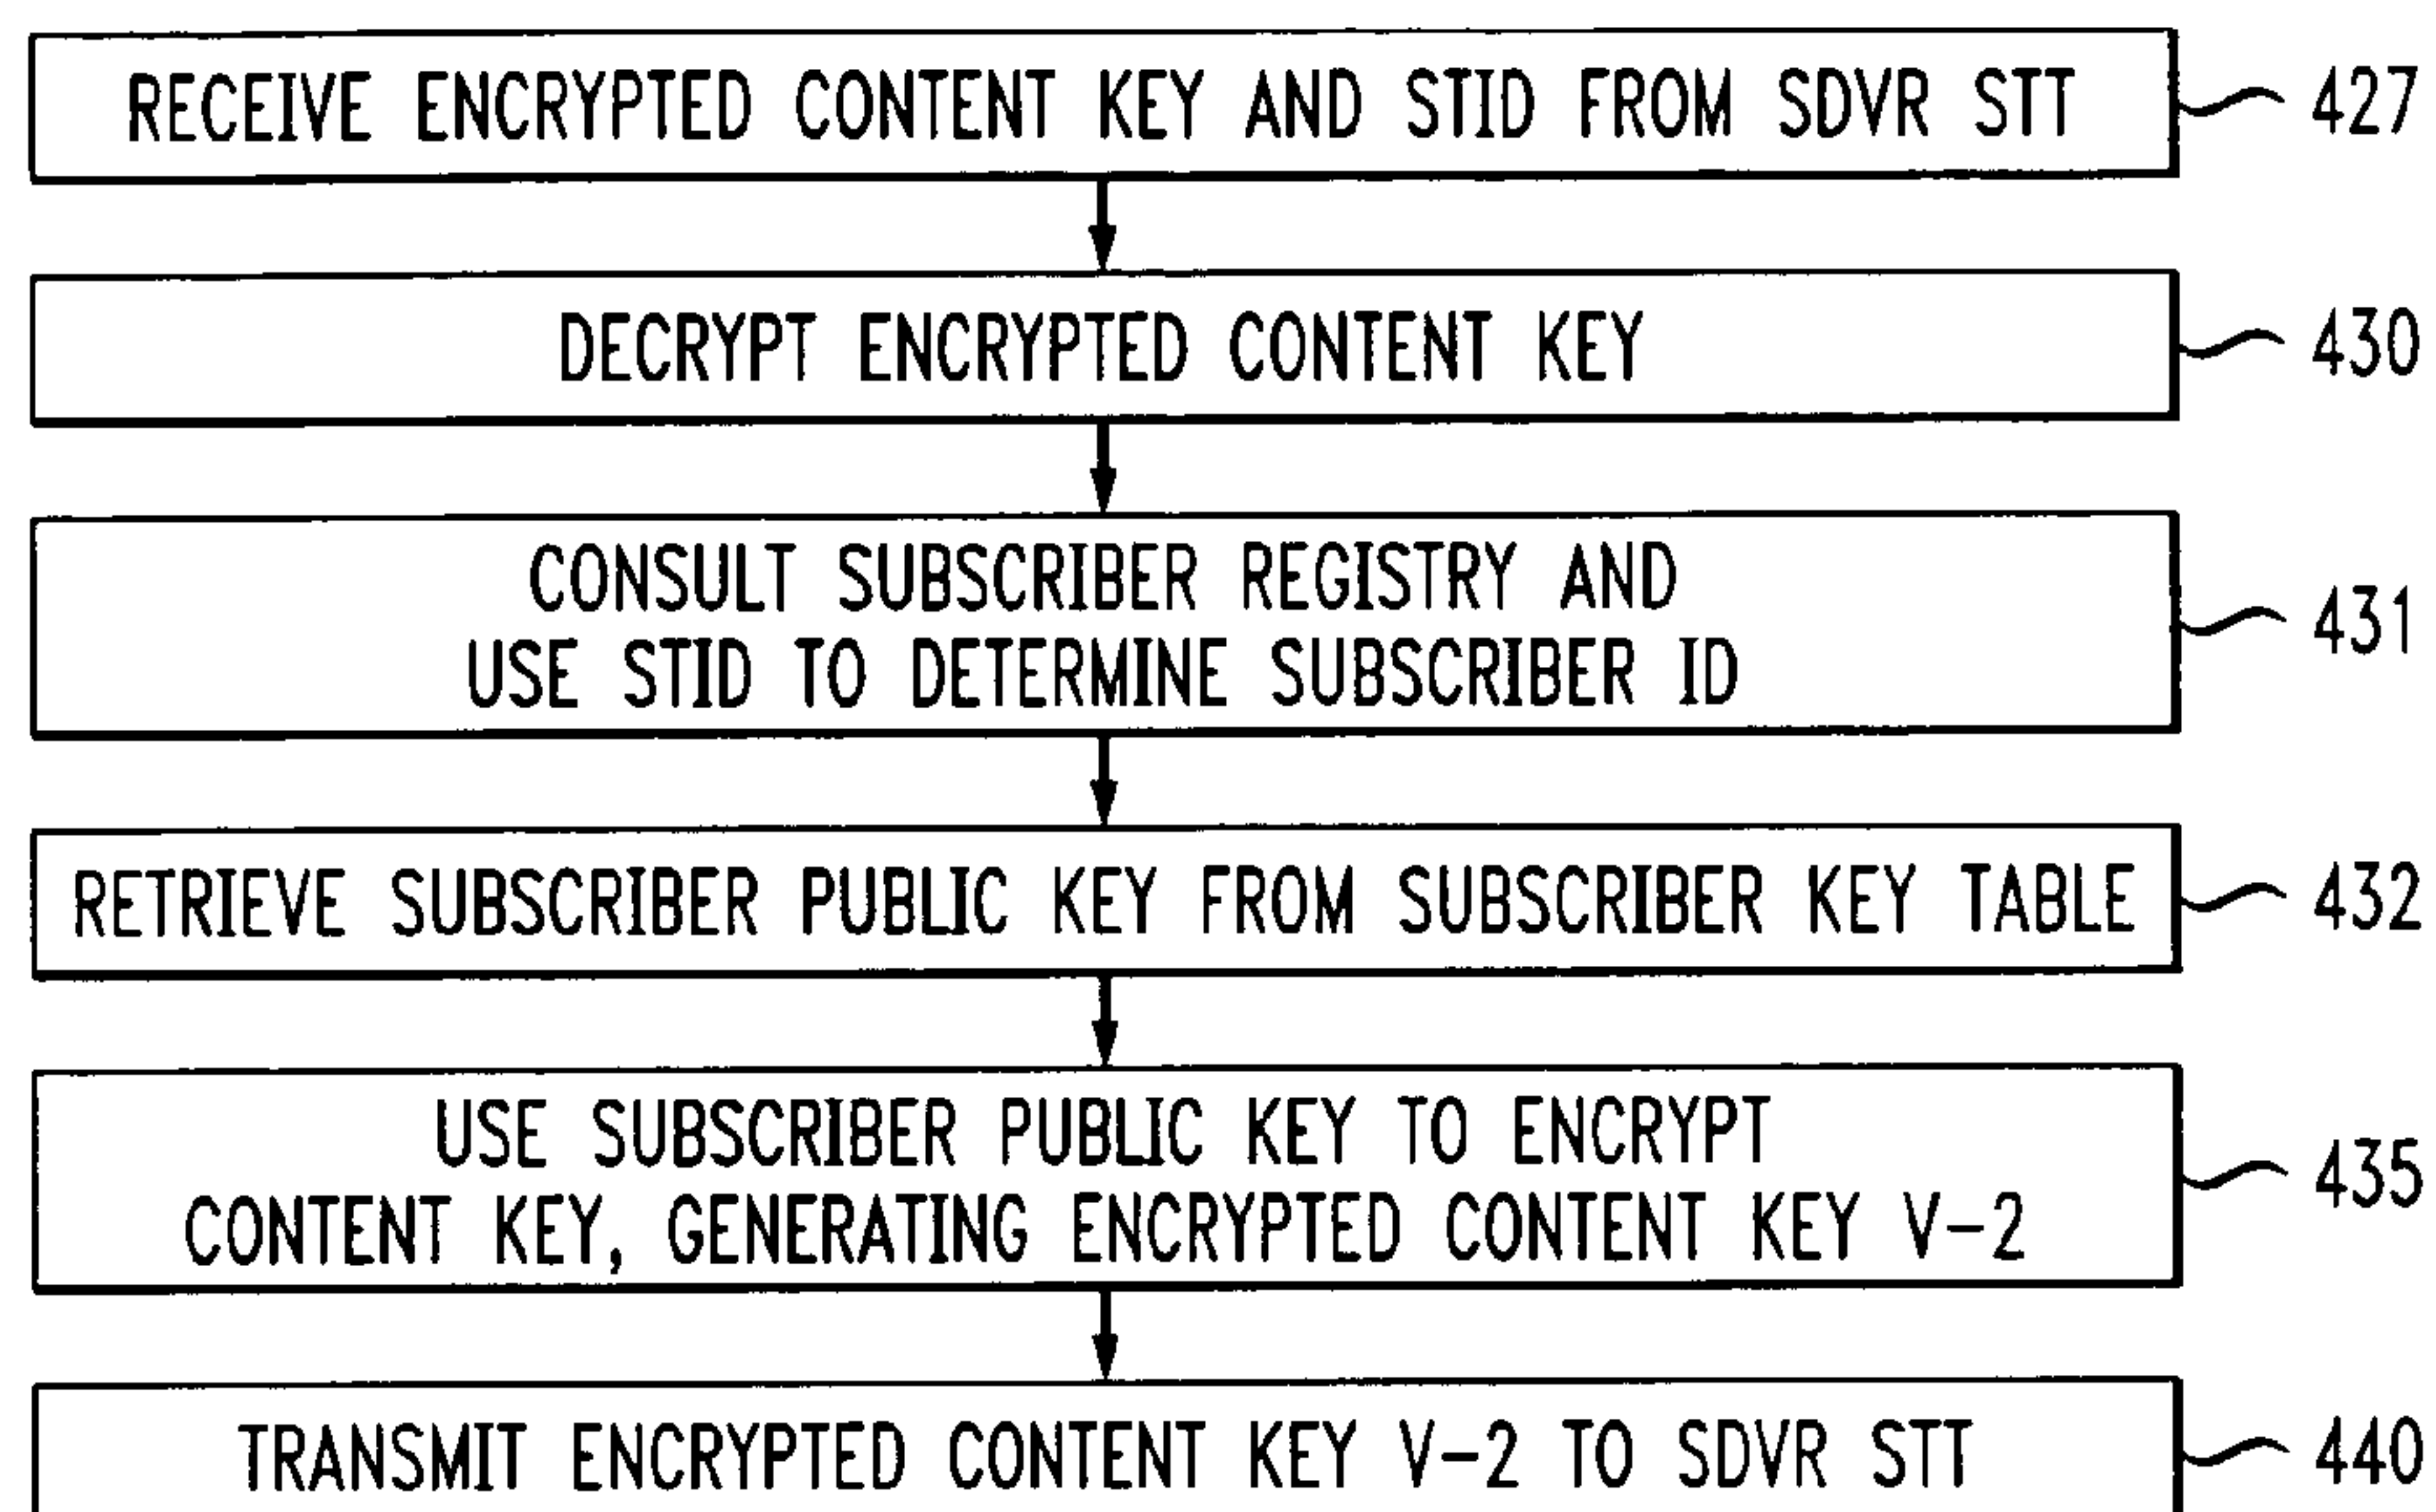 RECEIVE ENCRYPTED CONTENT KEY AND STID FROM SDVR STT 427
DECRYPT ENCRYPTED CONTENT KEY 430
CONSULT SUBSCRIBER REGISTRY AND
USE STID TO DETERMINE SUBSCRIBER ID
431
RETRIEVE SUBSCRIBER PUBLIC KEY FROM SUBSCRIBER KEY TABLE 432
USE SUBSCRIBER PUBLIC KEY TO ENCRYPT
CONTENT KEY, GENERATING ENCRYPTED CONTENT KEY V-2
435
TRANSMIT ENCRYPTED CONTENT KEY V-2 TO SDVR STT 440